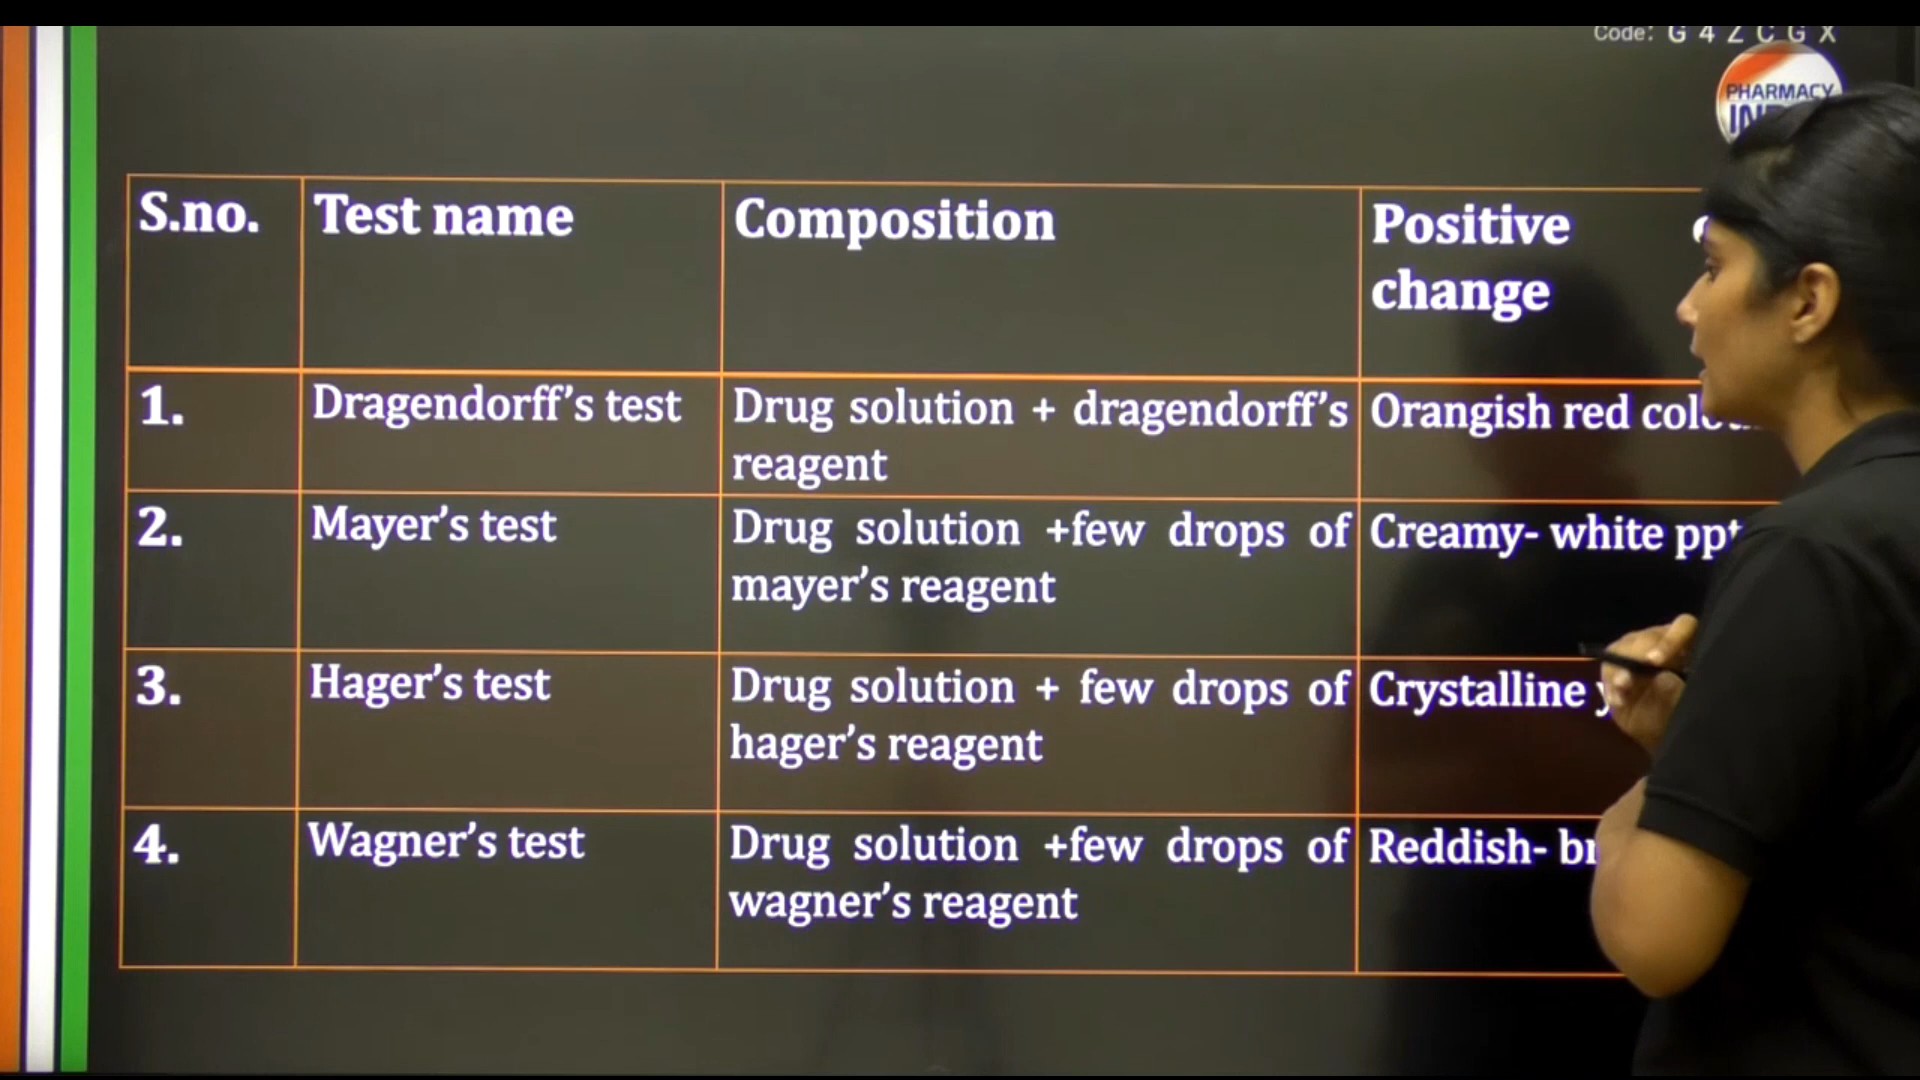 Code: G 4 Z C G X
PHARMACY
S.no.
Test name
Composition
Positive
change
1.
Dragendorff's test
Drug solution + dragendorff's
reagent
Orangish red
2.
Mayer's test
Drug solution +few drops of
mayer's reagent
Creamy- white ppt
3.
Hager's test
Drug solution + few drops of
hager's reagent
Crystalline
4.
Wagner's test
Drug solution +few drops of
wagner's reagent
Reddish-